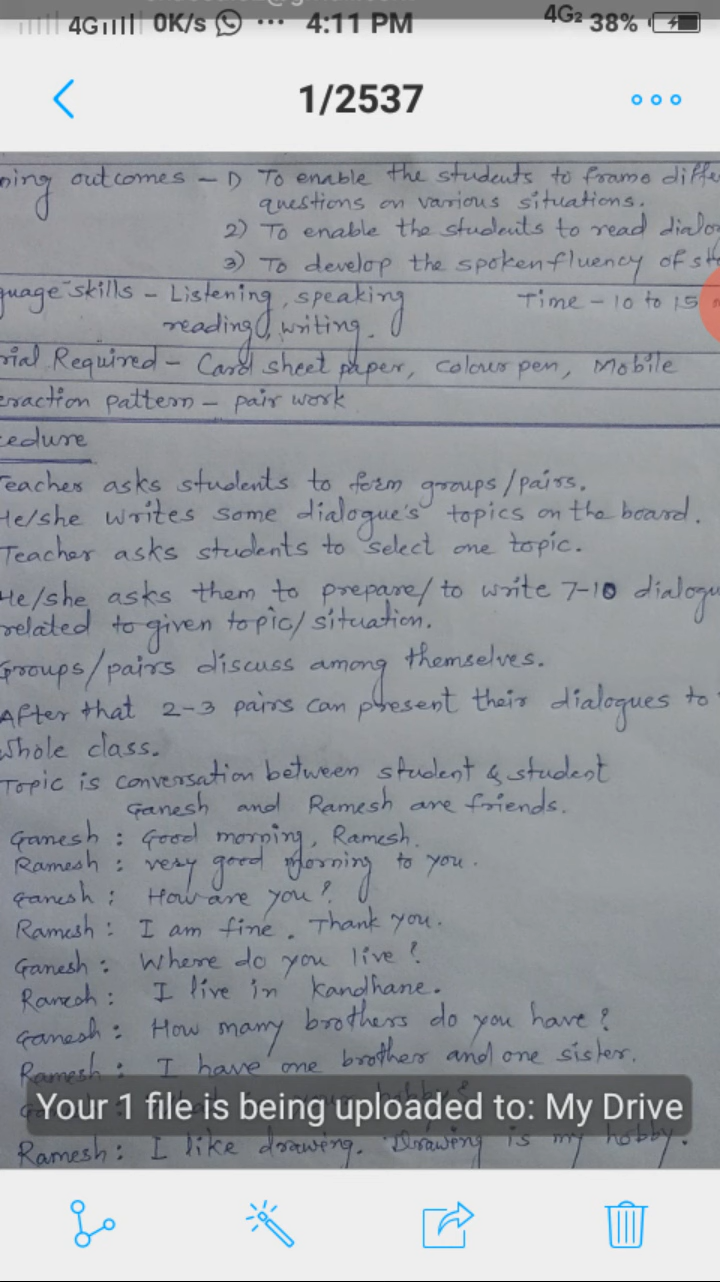 4G 0K/s ... 4:11 PM 4G2 38%
1/2537
ning outcomes – 1) To enable the students to frame diffe
questions on various situations.
2) To enable the students to read dialo
3) To develop the spoken fluency of st
guage skills – Listening, speaking Time – 10 to 15
reading, writing.
rial Required – Card sheet paper, colour pen, Mobile
eraction pattern – pair work
cedure
Teacher asks students to form groups/pairs.
He/she writes some dialogue's topics on the board.
Teacher asks students to select one topic.
He/she asks them to prepare/to write 7-10 dialogu
related to given topic/situation.
Groups/pairs discuss among themselves.
After that 2-3 pairs can present their dialogues to
whole class.
Topic is conversation between student & student
Ganesh and Ramesh are friends.
Ganesh : Good morning, Ramesh.
Ramesh : very good Morning to you.
Ganesh : How are you?
Ramesh : I am fine. Thank you.
Ganesh : Where do you live?
Ramesh : I live in kandhane.
Ganesh : How many brothers do you have?
Ramesh : I have one brother and one sister.
Your 1 file is being uploaded to: My Drive
Ramesh : I like drawing. Drawing is my hobby.